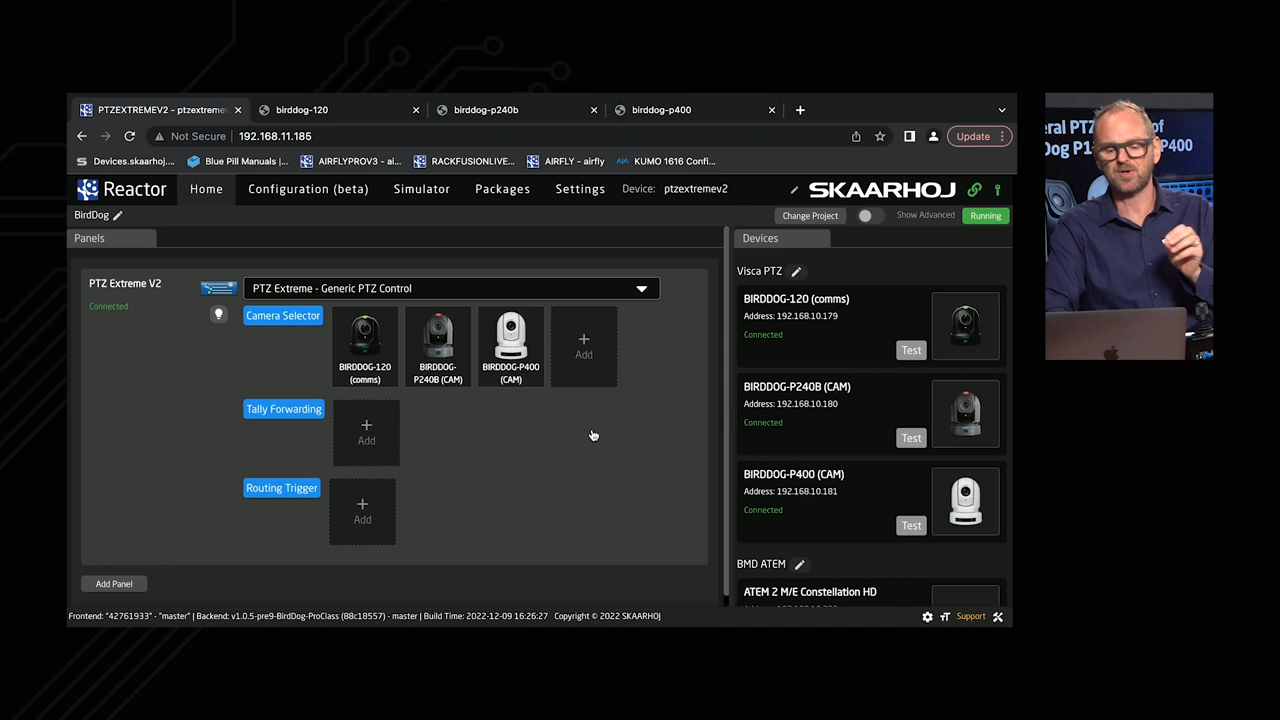 PTZEXTREMEV2 - ptzextreme
birddog-120
birddog-p240b
birddog-p400
Not Secure
192.168.11.185
Update
Devices.skaarhoj....
Blue Pill Manuals |...
AIRFLYPROV3 - ai...
RACKFUSIONLIVE...
AIRFLY - airfly
KUMO 1616 Confi...
Reactor
Home
Configuration (beta)
Simulator
Packages
Settings
Device: ptzextremev2
SKAARHOJ
BirdDog
Change Project
Show Advanced
Running
Panels
PTZ Extreme V2
Connected
PTZ Extreme - Generic PTZ Control
Camera Selector
BIRDDOG-120
(comms)
BIRDDOG-
P240B (CAM)
BIRDDOG-P400
(CAM)
Add
Tally Forwarding
Add
Routing Trigger
Add
Add Panel
Devices
Visca PTZ
BIRDDOG-120 (comms)
Address: 192.168.10.179
Connected
Test
BIRDDOG-P240B (CAM)
Address: 192.168.10.180
Connected
Test
BIRDDOG-P400 (CAM)
Address: 192.168.10.181
Connected
Test
BMD ATEM
ATEM 2 M/E Constellation HD
Frontend: "42761933" - "master" | Backend: v1.0.5-pre9-BirdDog-ProClass (88c18557) - master | Build Time: 2022-12-09 16:26:27 Copyright © 2022 SKAARHOJ
Support
eral PTZ of
Dog P1 P400